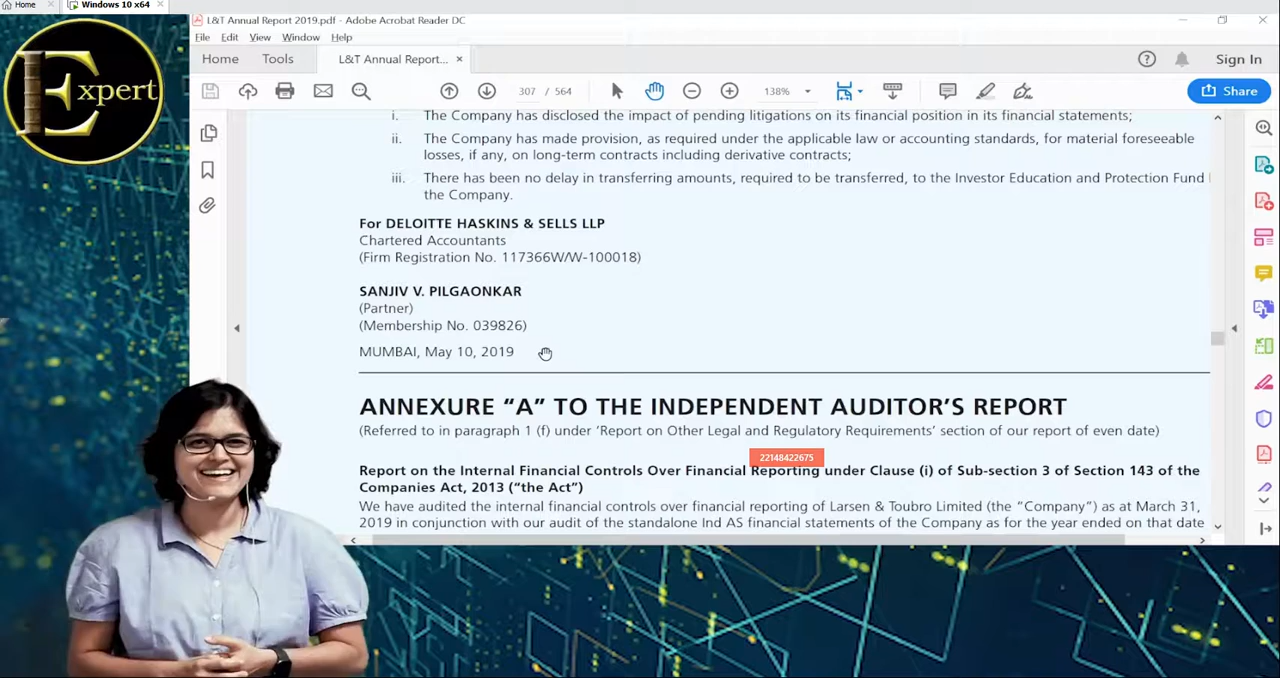 Home
Windows 10 x64
Expert
L&T Annual Report 2019.pdf - Adobe Acrobat Reader DC
File Edit View Window Help
Home Tools L&T Annual Report... ×
Sign In
307 / 564
138%
Share
i. The Company has disclosed the impact of pending litigations on its financial position in its financial statements;
ii. The Company has made provision, as required under the applicable law or accounting standards, for material foreseeable
losses, if any, on long-term contracts including derivative contracts;
iii. There has been no delay in transferring amounts, required to be transferred, to the Investor Education and Protection Fund
the Company.
For DELOITTE HASKINS & SELLS LLP
Chartered Accountants
(Firm Registration No. 117366W/W-100018)
SANJIV V. PILGAONKAR
(Partner)
(Membership No. 039826)
MUMBAI, May 10, 2019
ANNEXURE “A” TO THE INDEPENDENT AUDITOR’S REPORT
(Referred to in paragraph 1 (f) under ‘Report on Other Legal and Regulatory Requirements’ section of our report of even date)
22148422675
Report on the Internal Financial Controls Over Financial Reporting under Clause (i) of Sub-section 3 of Section 143 of the
Companies Act, 2013 (“the Act”)
We have audited the internal financial controls over financial reporting of Larsen & Toubro Limited (the “Company”) as at March 31,
2019 in conjunction with our audit of the standalone Ind AS financial statements of the Company as for the year ended on that date